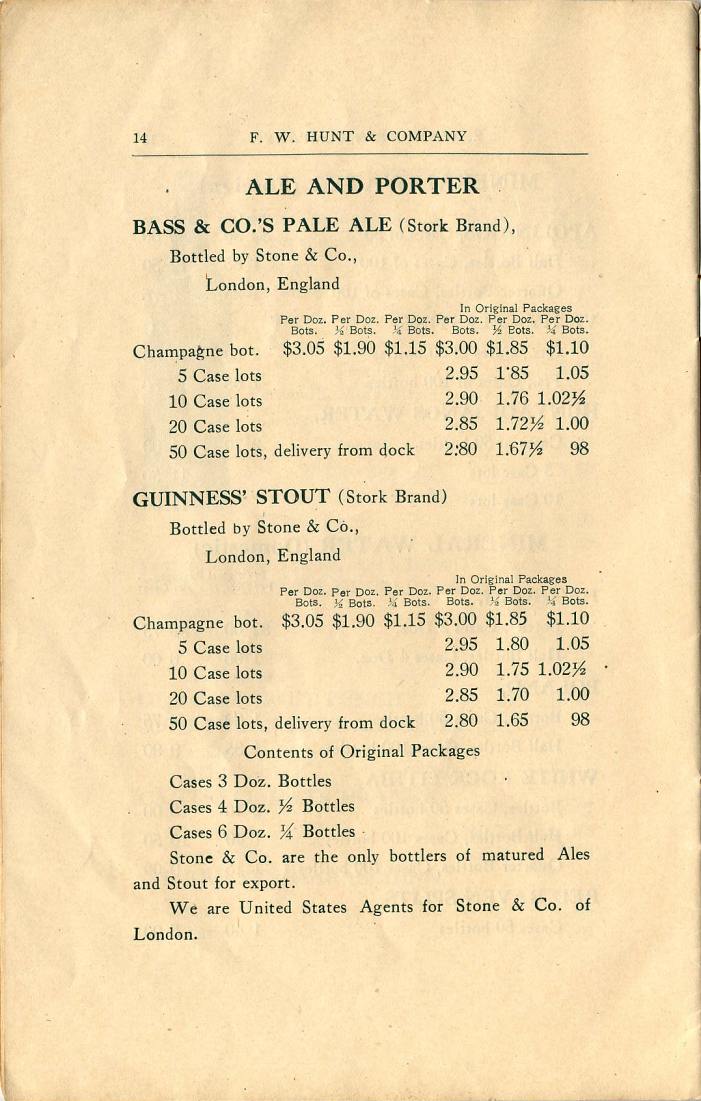 14 F. W. HUNT & COMPANY
ALE AND PORTER
BASS & CO.'S PALE ALE (Stork Brand),
Bottled by Stone & Co.,
London, England
In Original Packages
Per Doz. Per Doz. Per Doz. Per Doz. Per Doz. Per Doz.
Bots. ½ Bots. ¼ Bots. Bots. ½ Bots. ¼ Bots.
Champagne bot. $3.05 $1.90 $1.15 $3.00 $1.85 $1.10
5 Case lots 2.95 1·85 1.05
10 Case lots 2.90 1.76 1.02½
20 Case lots 2.85 1.72½ 1.00
50 Case lots, delivery from dock 2:80 1.67½ 98
GUINNESS' STOUT (Stork Brand)
Bottled by Stone & Co.,
London, England
In Original Packages
Per Doz. Per Doz. Per Doz. Per Doz. Per Doz. Per Doz.
Bots. ½ Bots. ¼ Bots. Bots. ½ Bots. ¼ Bots.
Champagne bot. $3.05 $1.90 $1.15 $3.00 $1.85 $1.10
5 Case lots 2.95 1.80 1.05
10 Case lots 2.90 1.75 1.02½
20 Case lots 2.85 1.70 1.00
50 Case lots, delivery from dock 2.80 1.65 98
Contents of Original Packages
Cases 3 Doz. Bottles
Cases 4 Doz. ½ Bottles
Cases 6 Doz. ¼ Bottles
Stone & Co. are the only bottlers of matured Ales
and Stout for export.
We are United States Agents for Stone & Co. of
London.